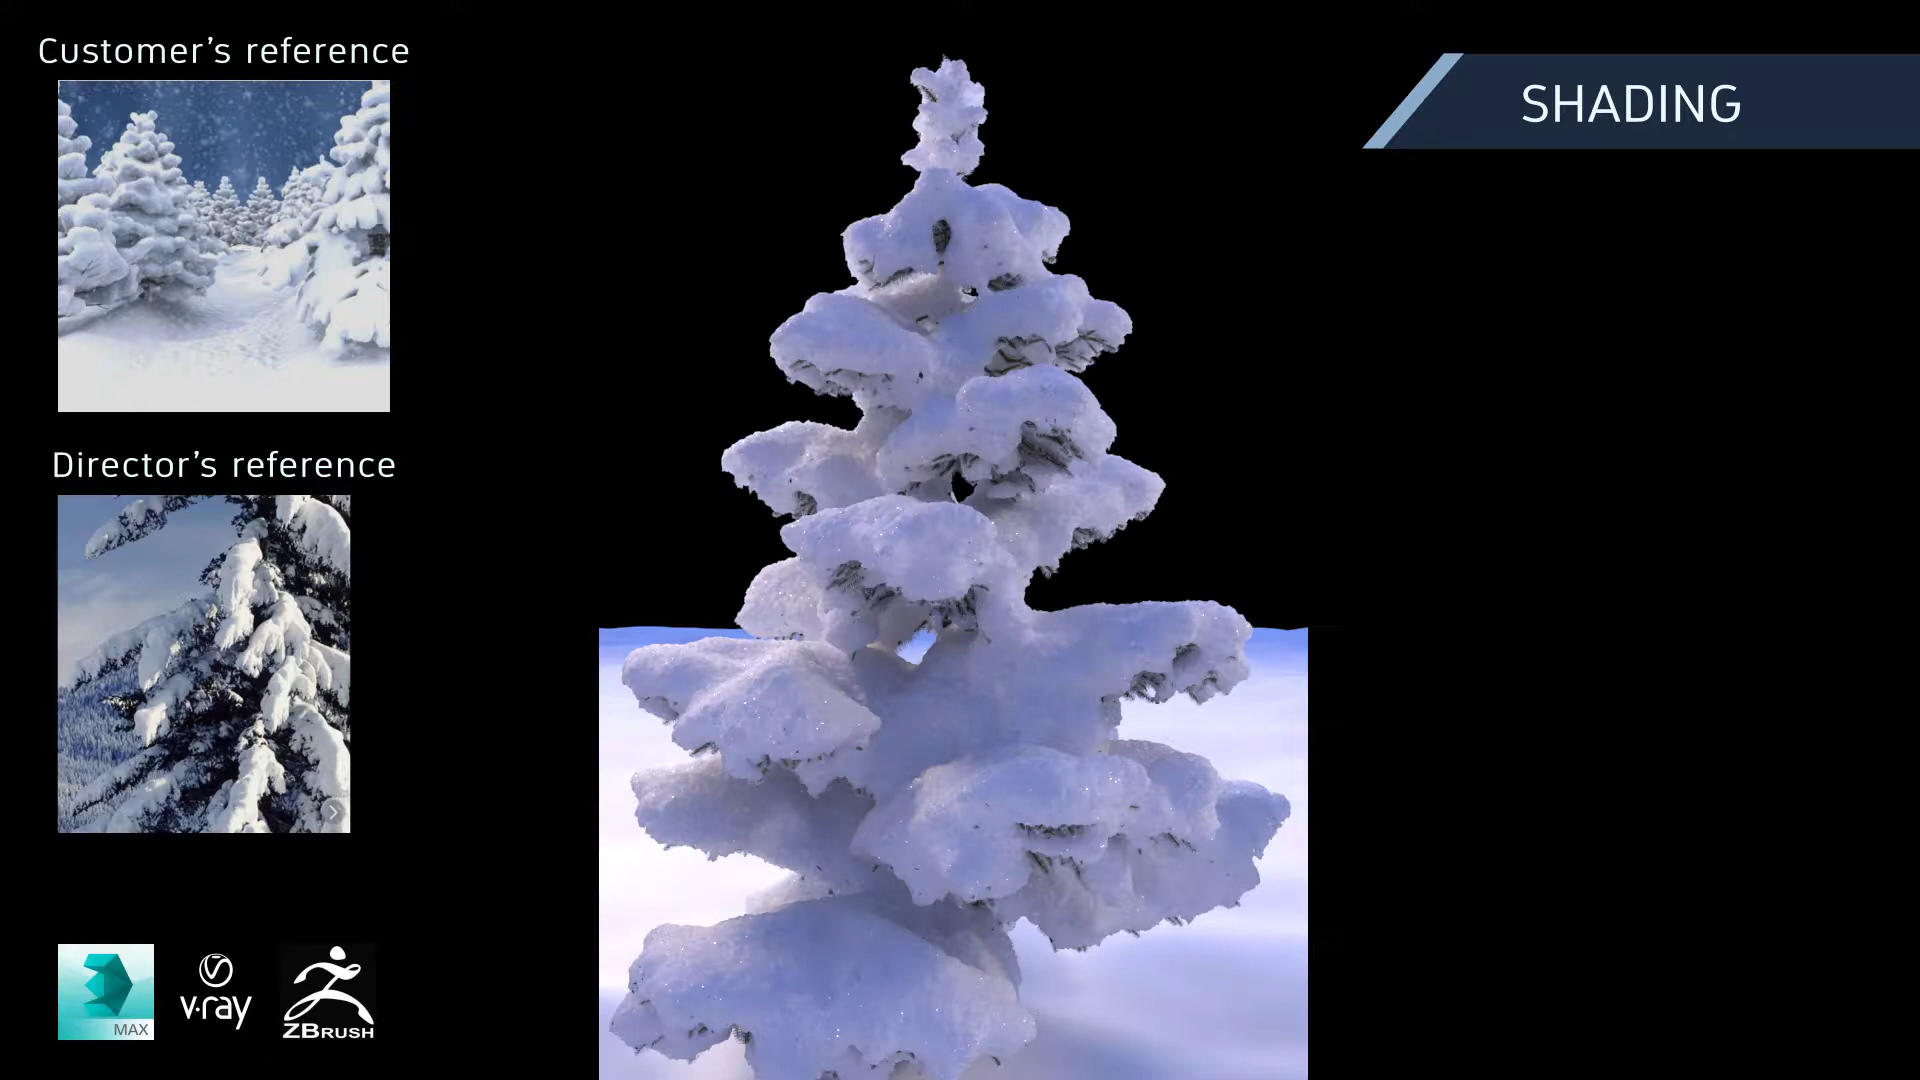 Customer's reference
SHADING
Director's reference
MAX
v·ray
ZBRUSH